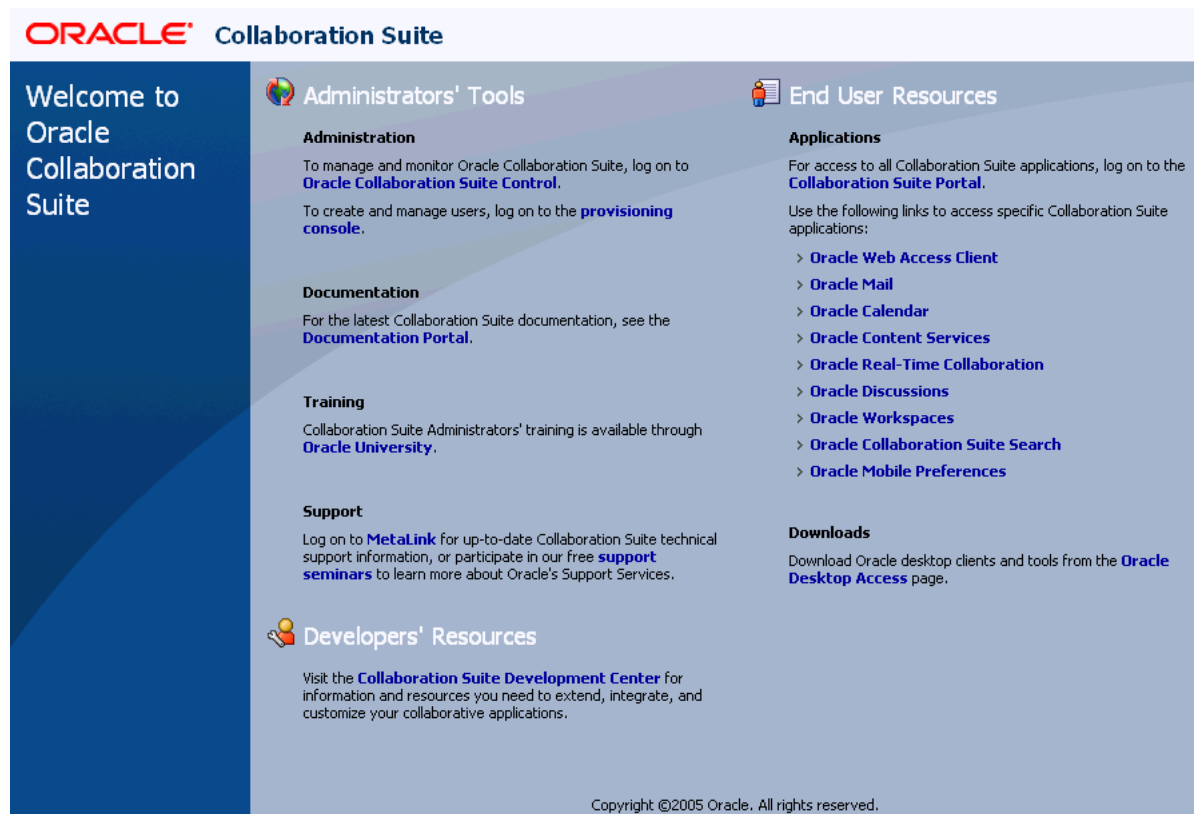 ORACLE Collaboration Suite
Welcome to
Oracle
Collaboration
Suite
Administrators' Tools
Administration
To manage and monitor Oracle Collaboration Suite, log on to
Oracle Collaboration Suite Control.
To create and manage users, log on to the provisioning
console.
Documentation
For the latest Collaboration Suite documentation, see the
Documentation Portal.
Training
Collaboration Suite Administrators' training is available through
Oracle University.
Support
Log on to MetaLink for up-to-date Collaboration Suite technical
support information, or participate in our free support
seminars to learn more about Oracle's Support Services.
Developers' Resources
Visit the Collaboration Suite Development Center for
information and resources you need to extend, integrate, and
customize your collaborative applications.
End User Resources
Applications
For access to all Collaboration Suite applications, log on to the
Collaboration Suite Portal.
Use the following links to access specific Collaboration Suite
applications:
> Oracle Web Access Client
> Oracle Mail
> Oracle Calendar
> Oracle Content Services
> Oracle Real-Time Collaboration
> Oracle Discussions
> Oracle Workspaces
> Oracle Collaboration Suite Search
> Oracle Mobile Preferences
Downloads
Download Oracle desktop clients and tools from the Oracle
Desktop Access page.
Copyright ©2005 Oracle. All rights reserved.